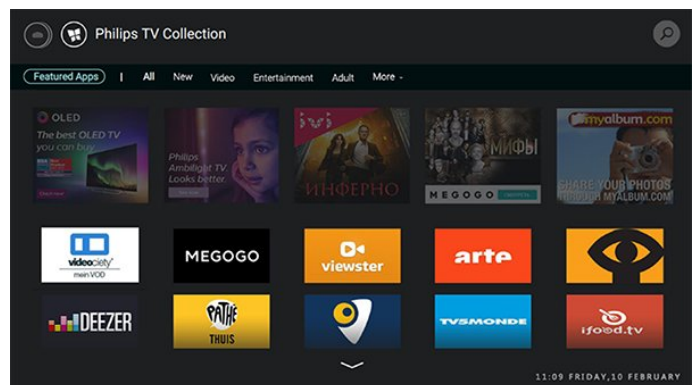 Philips TV Collection
Featured Apps | All New Video Entertainment Adult More
OLED
The best OLED TV
you can buy
Philips
Ambilight TV.
Looks better.
ivi
ИНФЕРНО
МИФЫ
MEGOGO
myalbum.com
SHARE YOUR PHOTOS
THROUGH MYALBUM.COM
videociety
mein VOD
MEGOGO
viewster
arte
DEEZER
PATHÉ
THUIS
TV5MONDE
ifood.tv
11:09 FRIDAY,10 FEBRUARY